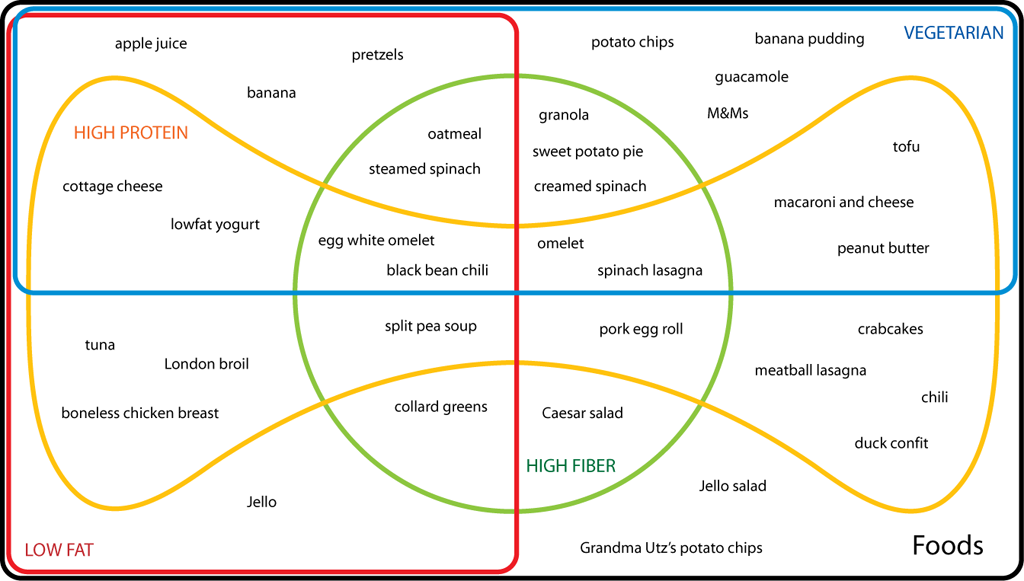 VEGETARIAN
apple juice
pretzels
potato chips
banana pudding
guacamole
banana
M&Ms
granola
HIGH PROTEIN
oatmeal
sweet potato pie
tofu
steamed spinach
creamed spinach
cottage cheese
macaroni and cheese
lowfat yogurt
egg white omelet
omelet
peanut butter
black bean chili
spinach lasagna
split pea soup
pork egg roll
crabcakes
tuna
London broil
meatball lasagna
chili
boneless chicken breast
collard greens
Caesar salad
duck confit
HIGH FIBER
Jello
Jello salad
LOW FAT
Grandma Utz's potato chips
Foods